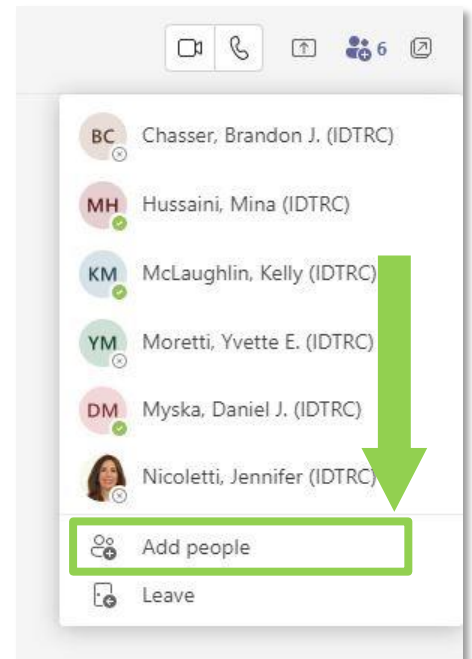 6
BC Chasser, Brandon J. (IDTRC)
MH Hussaini, Mina (IDTRC)
KM McLaughlin, Kelly (IDTRC)
YM Moretti, Yvette E. (IDTRC)
DM Myska, Daniel J. (IDTRC)
Nicoletti, Jennifer (IDTRC)
Add people
Leave